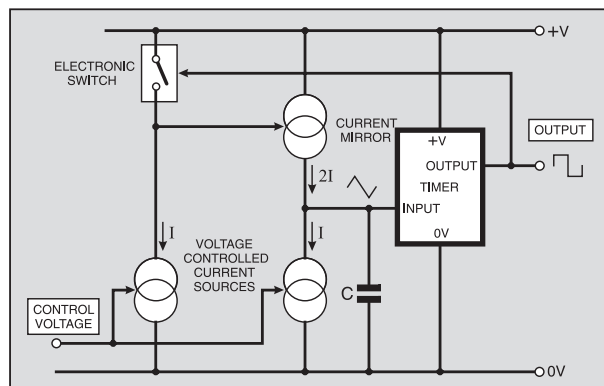 +V
ELECTRONIC
SWITCH
CURRENT
MIRROR
+V
OUTPUT
OUTPUT
TIMER
2I
INPUT
I
VOLTAGE
CONTROLLED
CURRENT
SOURCES
I
0V
C
CONTROL
VOLTAGE
0V